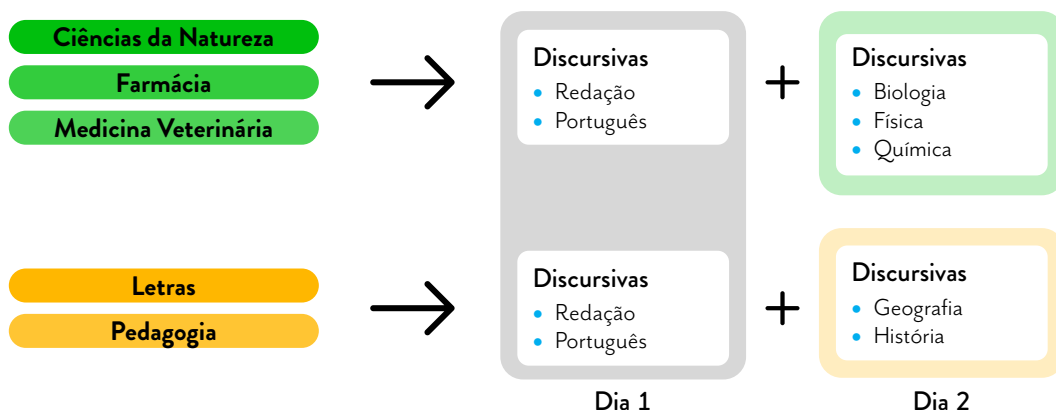 Ciências da Natureza
Farmácia
Medicina Veterinária
Discursivas
• Redação
• Português
+
Discursivas
• Biologia
• Física
• Química
Letras
Pedagogia
Discursivas
• Redação
• Português
+
Discursivas
• Geografia
• História
Dia 1
Dia 2